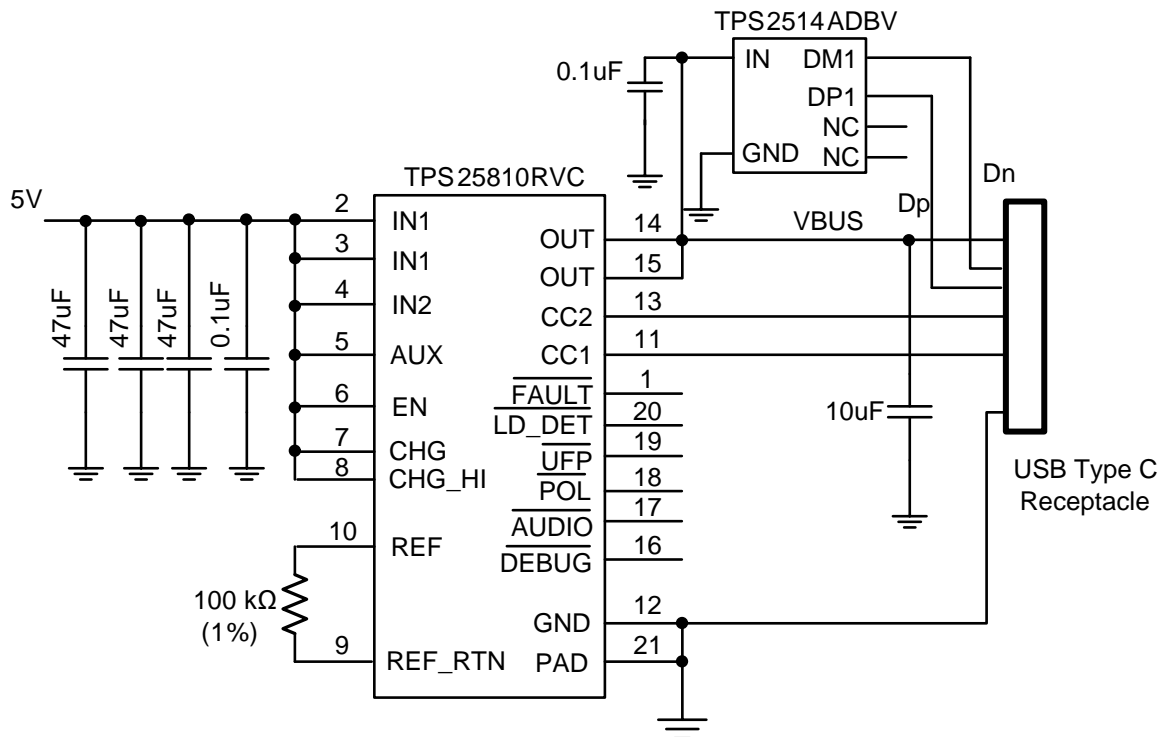 TPS2514ADBV
IN
DM1
DP1
NC
GND
NC
0.1uF
Dn
Dp
VBUS
TPS25810RVC
5V
2
IN1
3
IN1
4
IN2
5
AUX
6
EN
7
CHG
8
CHG_HI
10
REF
9
REF_RTN
47uF
47uF
47uF
0.1uF
100 kΩ
(1%)
OUT
14
OUT
15
CC2
13
CC1
11
FAULT
1
LD_DET
20
UFP
19
POL
18
AUDIO
17
DEBUG
16
GND
12
PAD
21
10uF
USB Type C
Receptacle